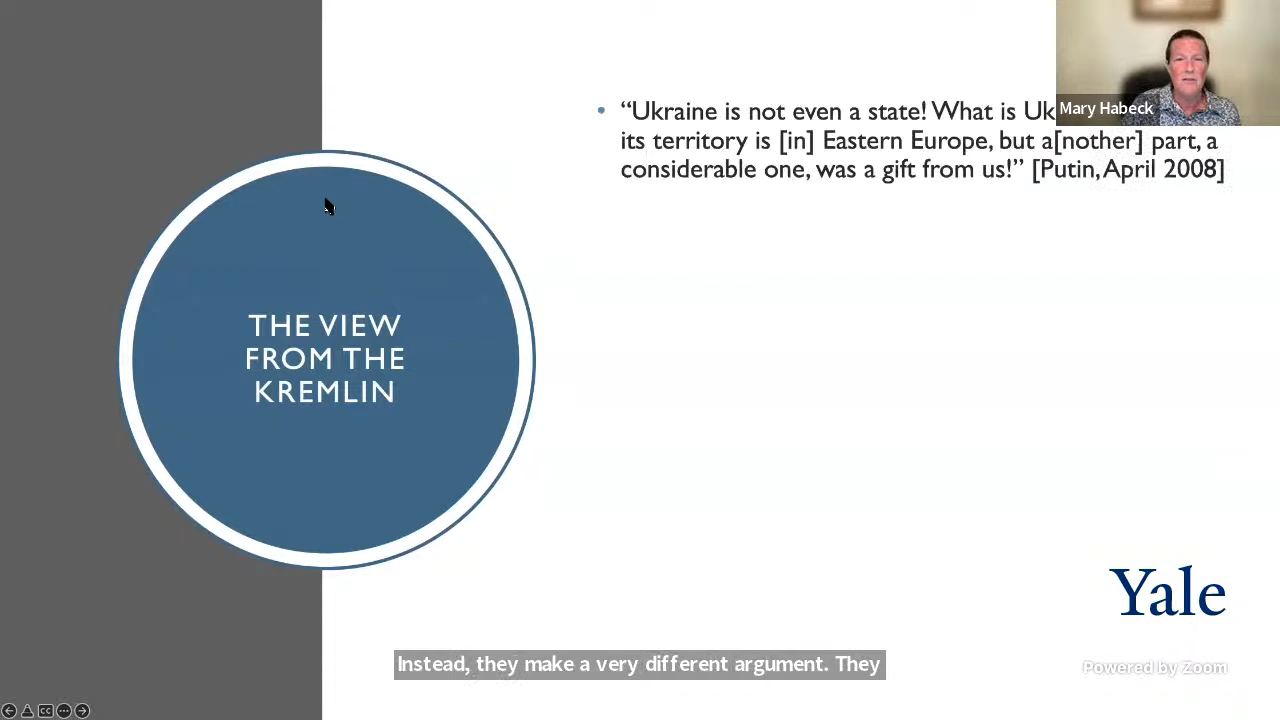 “Ukraine is not even a state! What is Uk
its territory is [in] Eastern Europe, but a[nother] part, a
considerable one, was a gift from us!” [Putin, April 2008]
Mary Habeck
THE VIEW
FROM THE
KREMLIN
Yale
Instead, they make a very different argument. They
Powered by Zoom
CC